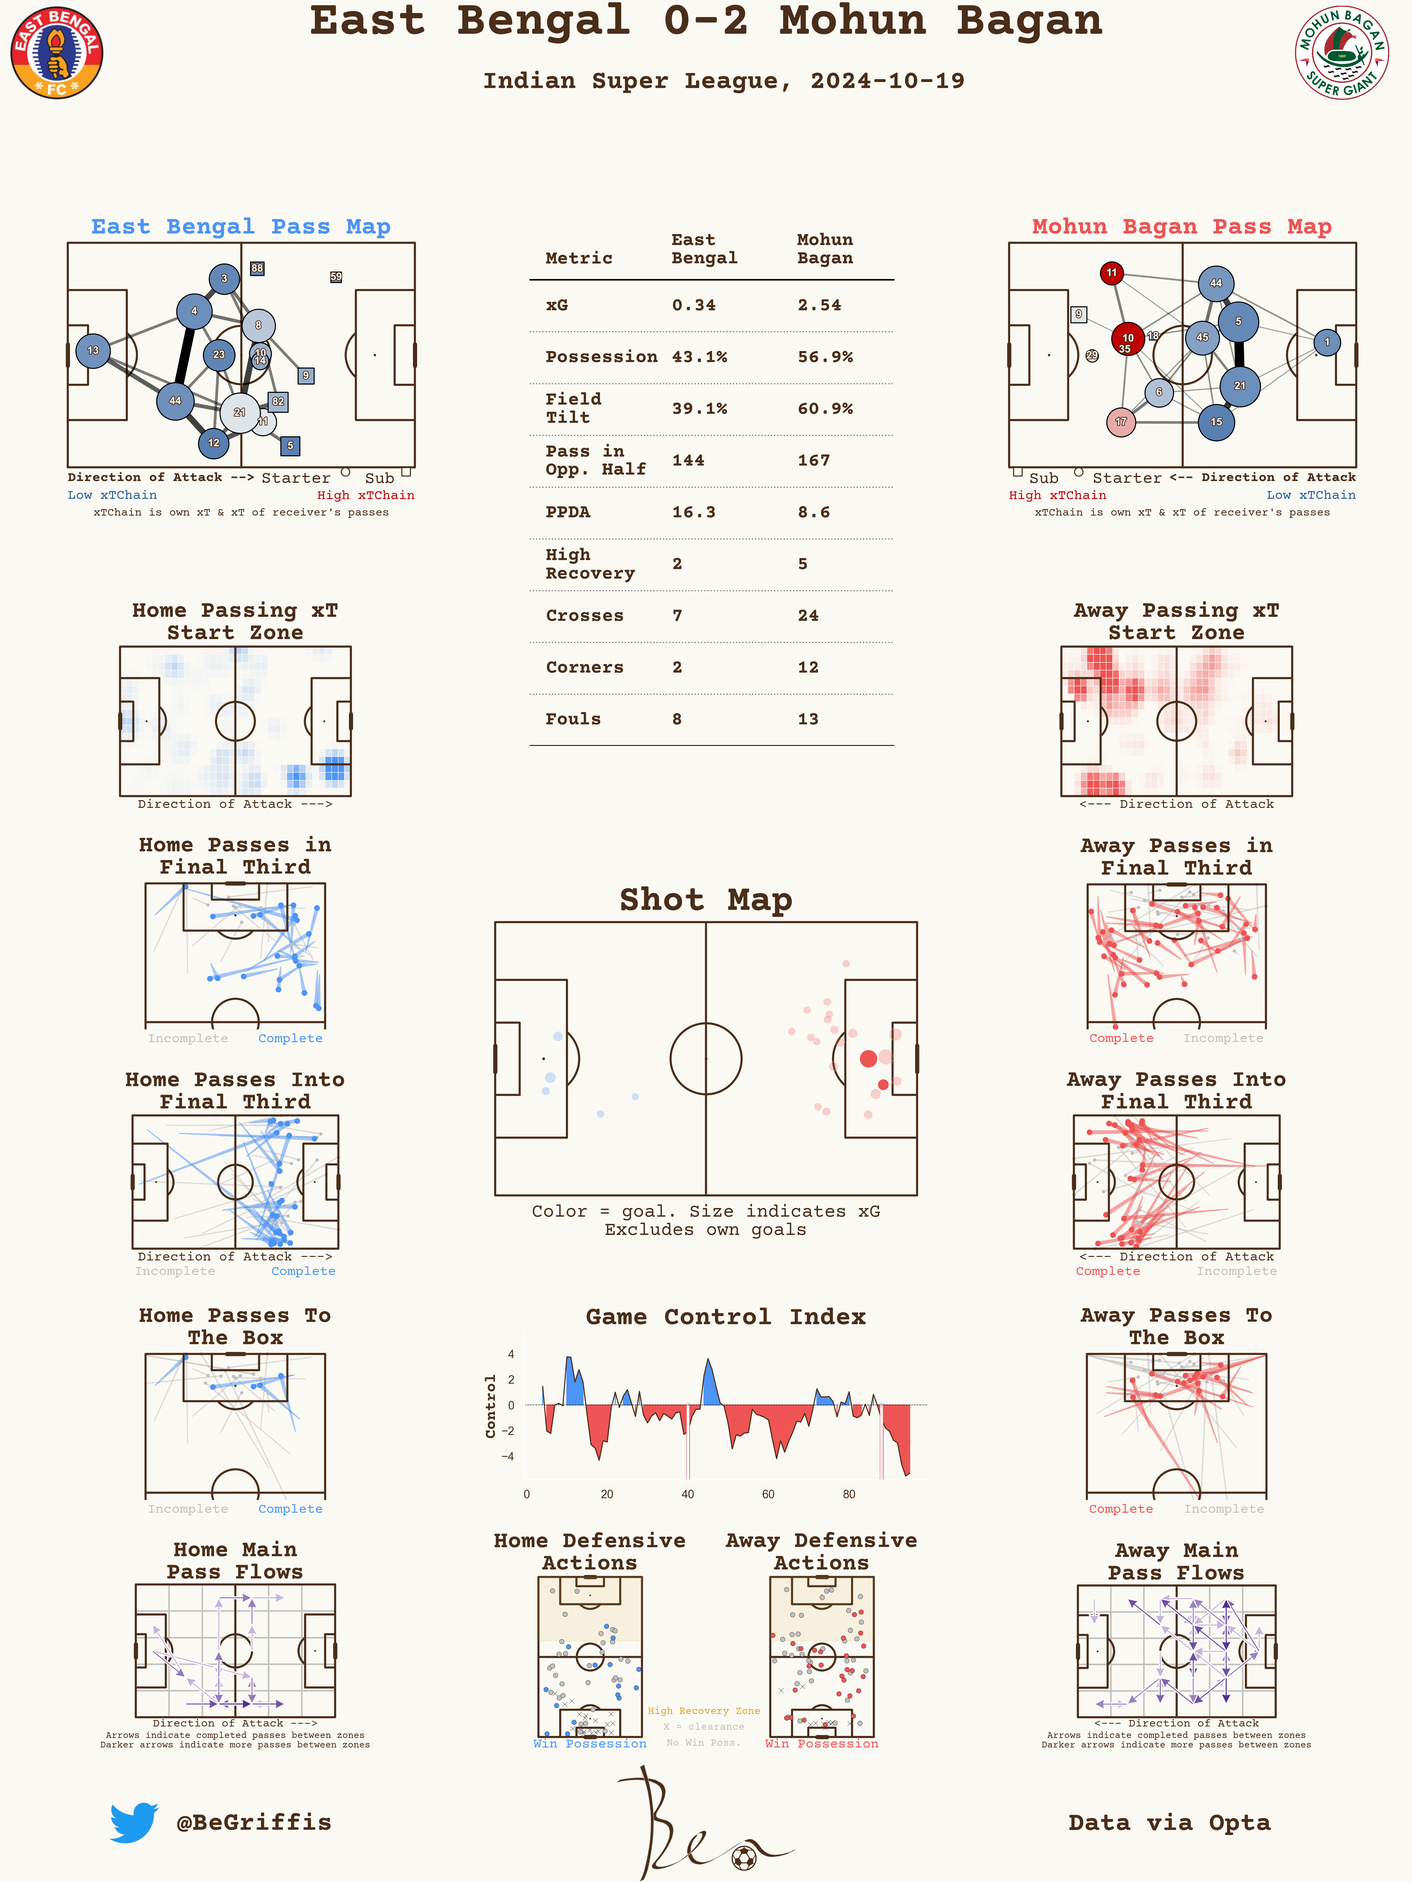 East Bengal 0-2 Mohun Bagan
Indian Super League, 2024-10-19
EAST BENGAL
FC
MOHUN BAGAN
SUPER GIANT
East Bengal Pass Map
3
88
59
4
8
13
23
10
14
9
44
82
21
11
12
5
Direction of Attack --> Starter Sub
Low xTChain High xTChain
xTChain is own xT & xT of receiver's passes
Metric East Bengal Mohun Bagan
xG 0.34 2.54
Possession 43.1% 56.9%
Field Tilt 39.1% 60.9%
Pass in Opp. Half 144 167
PPDA 16.3 8.6
High Recovery 2 5
Crosses 7 24
Corners 2 12
Fouls 8 13
Mohun Bagan Pass Map
11
44
9
5
10
35
18
45
1
29
6
21
17
15
Sub Starter <-- Direction of Attack
High xTChain Low xTChain
xTChain is own xT & xT of receiver's passes
Home Passing xT
Start Zone
Direction of Attack --->
Away Passing xT
Start Zone
<--- Direction of Attack
Home Passes in
Final Third
Incomplete Complete
Shot Map
Color = goal. Size indicates xG
Excludes own goals
Away Passes in
Final Third
Complete Incomplete
Home Passes Into
Final Third
Direction of Attack --->
Incomplete Complete
Away Passes Into
Final Third
<--- Direction of Attack
Complete Incomplete
Home Passes To
The Box
Incomplete Complete
Game Control Index
Control
4
2
0
−2
−4
0 20 40 60 80
Away Passes To
The Box
Complete Incomplete
Home Main
Pass Flows
Direction of Attack --->
Arrows indicate completed passes between zones
Darker arrows indicate more passes between zones
Home Defensive
Actions
Win Possession
High Recovery Zone
X = clearance
No Win Poss.
Away Defensive
Actions
Win Possession
Away Main
Pass Flows
<--- Direction of Attack
Arrows indicate completed passes between zones
Darker arrows indicate more passes between zones
@BeGriffis
Ben
Data via Opta